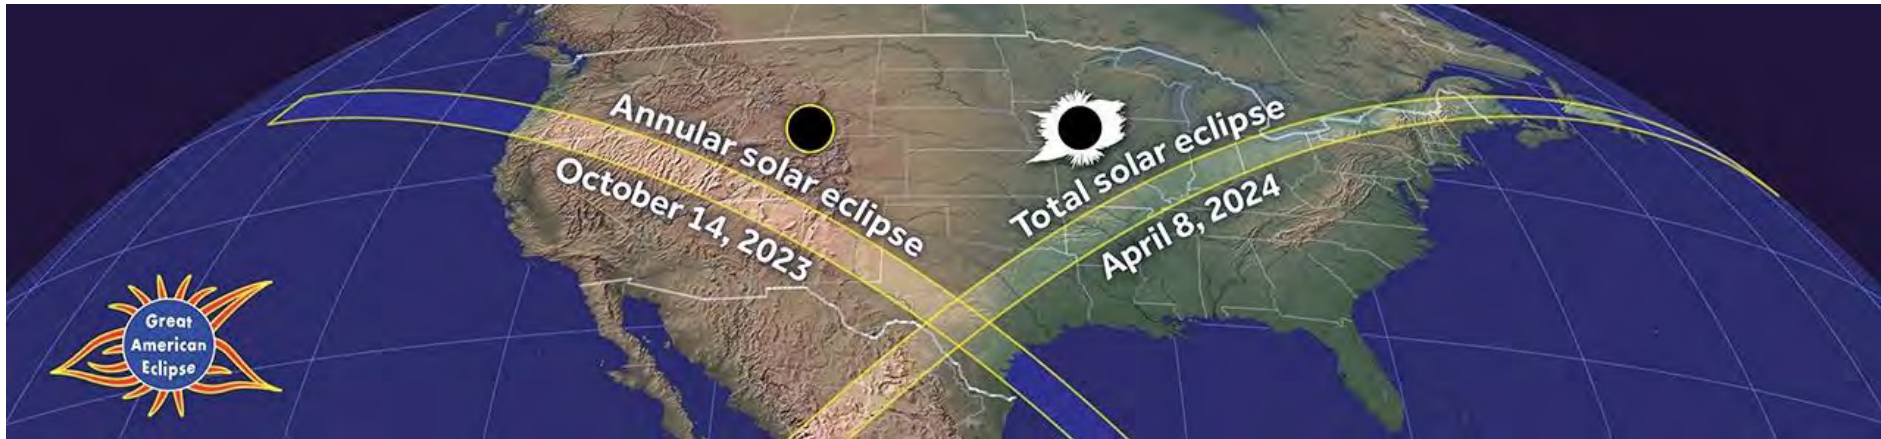 Annular solar eclipse
October 14, 2023
Total solar eclipse
April 8, 2024
Great
American
Eclipse